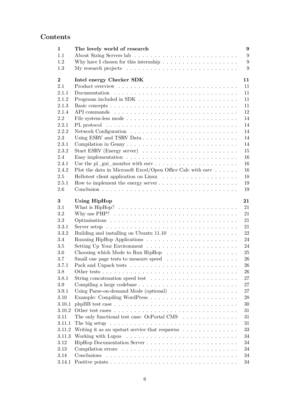 Contents
1 The lovely world of research 9
1.1 About Sizings Servers lab . . . . . . . . . . 9
1.2 Why have I chosen for this internship . . . . . . . . . . 9
1.3 My research projects . . . . . . . . . . 9
2 Intel energy Checker SDK 11
2.1 Product overview . . . . . . . . . . 11
2.1.1 Documentation . . . . . . . . . . 11
2.1.2 Programs included in SDK . . . . . . . . . . 11
2.1.3 Basic concepts . . . . . . . . . . 11
2.1.4 API commands . . . . . . . . . . 12
2.2 File system-less mode . . . . . . . . . . 14
2.2.1 PL protocol . . . . . . . . . . 14
2.2.2 Network Configuration . . . . . . . . . . 14
2.3 Using ESRV and TSRV Data . . . . . . . . . . 14
2.3.1 Compilation in Geany . . . . . . . . . . 14
2.3.2 Start ESRV (Energy server) . . . . . . . . . . 15
2.4 Easy implementation . . . . . . . . . . 16
2.4.1 Use the pl_gui_monitor with esrv . . . . . . . . . . 16
2.4.2 Plot the data in Microsoft Excel/Open Office Calc with esrv . . . . . . . . . . 16
2.5 Hellotest client application on Linux . . . . . . . . . . 18
2.5.1 How to implement the energy server . . . . . . . . . . 19
2.6 Conclusion . . . . . . . . . . 19
3 Using HipHop 21
3.1 What is HipHop? . . . . . . . . . . 21
3.2 Why use PHP? . . . . . . . . . . 21
3.3 Optimisations . . . . . . . . . . 21
3.3.1 Server setup . . . . . . . . . . 21
3.3.2 Building and installing on Ubuntu 11.10 . . . . . . . . . . 22
3.4 Running HipHop Applications . . . . . . . . . . 24
3.5 Setting Up Your Environment . . . . . . . . . . 24
3.6 Choosing which Mode to Run HipHop . . . . . . . . . . 25
3.7 Small one page tests to measure speed . . . . . . . . . . 26
3.7.1 Pack and Unpack tests . . . . . . . . . . 26
3.8 Other tests . . . . . . . . . . 26
3.8.1 String concatenation speed test . . . . . . . . . . 27
3.9 Compiling a large codebase . . . . . . . . . . 27
3.9.1 Using Parse-on-demand Mode (optional) . . . . . . . . . . 27
3.10 Example: Compiling WordPress . . . . . . . . . . 28
3.10.1 phpBB test case . . . . . . . . . . 30
3.10.2 Other test cases . . . . . . . . . . 31
3.11 The only functional test case: OcPortal CMS . . . . . . . . . . 31
3.11.1 The big setup . . . . . . . . . . 31
3.11.2 Writing it as an upstart service that respawns . . . . . . . . . . 33
3.11.3 Working with Logon . . . . . . . . . . 34
3.12 HipHop Documentation Server . . . . . . . . . . 34
3.13 Compilation errors . . . . . . . . . . 34
3.14 Conclusions . . . . . . . . . . 34
3.14.1 Positive points . . . . . . . . . . 34